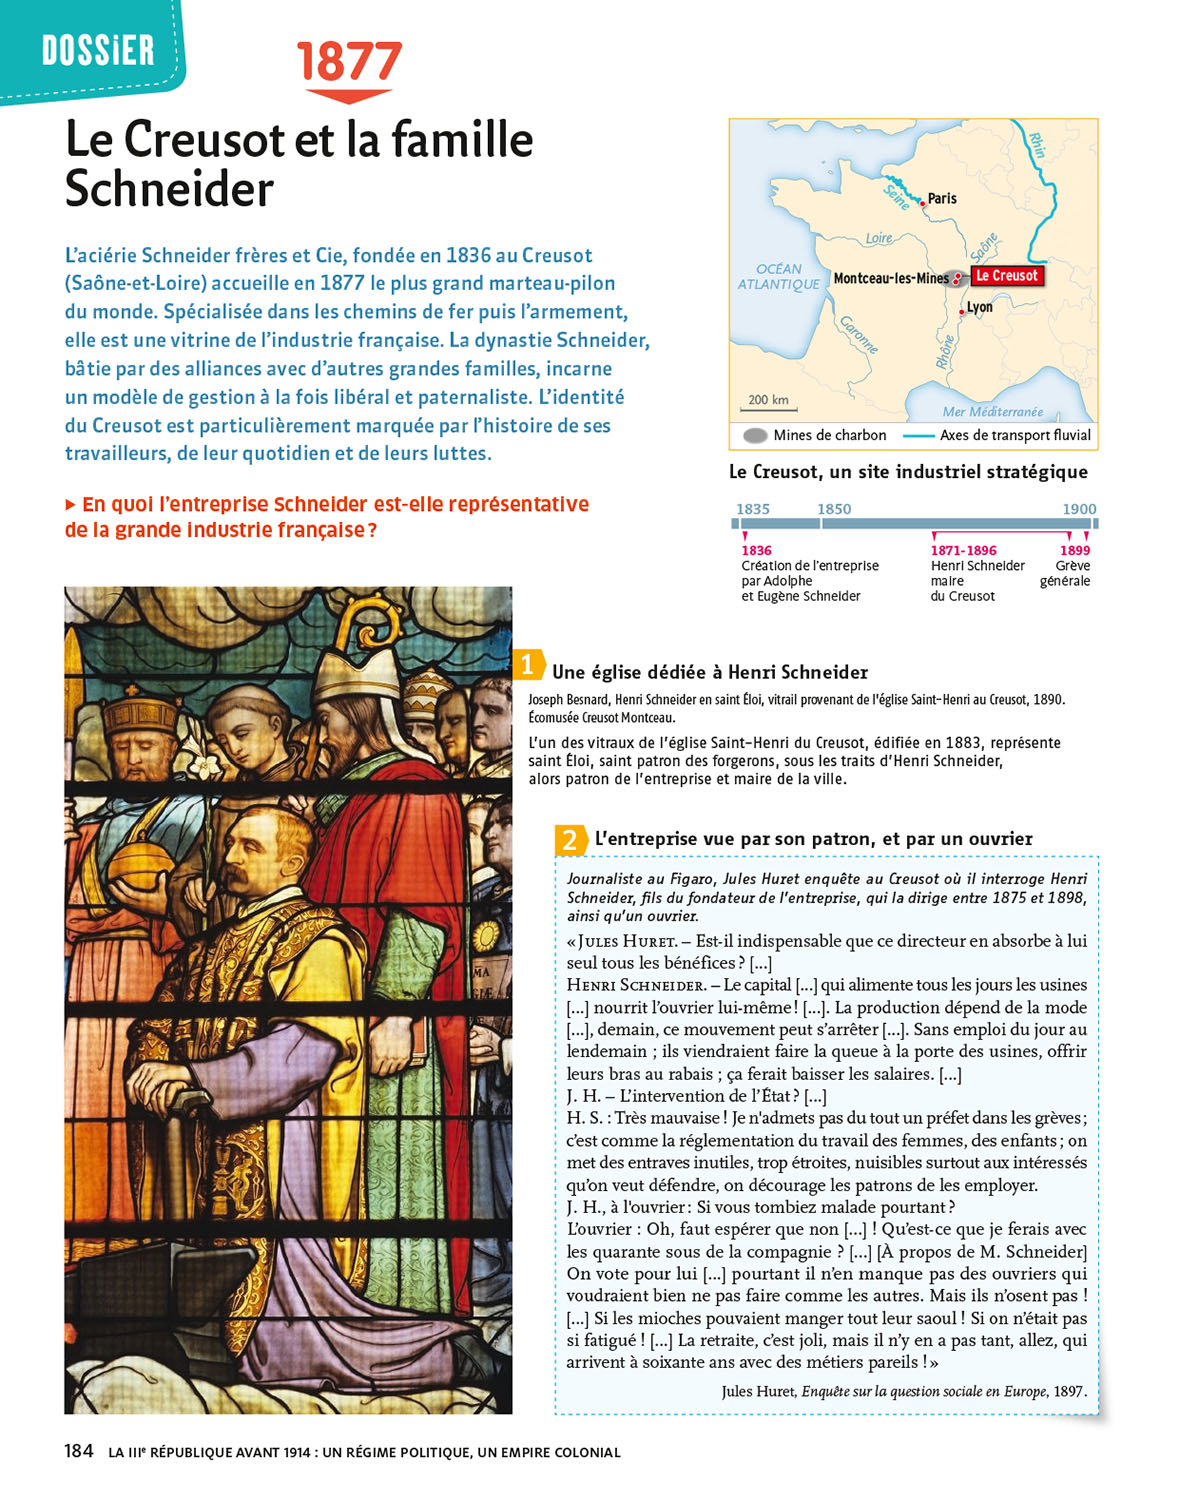 DOSSiER
1877
Le Creusot et la famille
Schneider
L'aciérie Schneider frères et Cie, fondée en 1836 au Creusot
(Saône-et-Loire) accueille en 1877 le plus grand marteau-pilon
du monde. Spécialisée dans les chemins de fer puis l'armement,
elle est une vitrine de l'industrie française. La dynastie Schneider,
bâtie par des alliances avec d'autres grandes familles, incarne
un modèle de gestion à la fois libéral et paternaliste. L'identité
du Creusot est particulièrement marquée par l'histoire de ses
travailleurs, de leur quotidien et de leurs luttes.
▶ En quoi l'entreprise Schneider est-elle représentative
de la grande industrie française ?
Rhin
Seine
Paris
Loire
Saône
OCÉAN
ATLANTIQUE
Montceau-les-Mines
Le Creusot
Lyon
Garonne
Rhône
200 km
Mer Méditerranée
Mines de charbon
Axes de transport fluvial
Le Creusot, un site industriel stratégique
1835 1850 1900
1836
Création de l'entreprise
par Adolphe
et Eugène Schneider
1871-1896
Henri Schneider
maire
du Creusot
1899
Grève
générale
1 Une église dédiée à Henri Schneider
Joseph Besnard, Henri Schneider en saint Éloi, vitrail provenant de l'église Saint-Henri au Creusot, 1890.
Écomusée Creusot Montceau.
L'un des vitraux de l'église Saint-Henri du Creusot, édifiée en 1883, représente
saint Éloi, saint patron des forgerons, sous les traits d'Henri Schneider,
alors patron de l'entreprise et maire de la ville.
2 L'entreprise vue par son patron, et par un ouvrier
Journaliste au Figaro, Jules Huret enquête au Creusot où il interroge Henri
Schneider, fils du fondateur de l'entreprise, qui la dirige entre 1875 et 1898,
ainsi qu'un ouvrier.
« JULES HURET. – Est-il indispensable que ce directeur en absorbe à lui
seul tous les bénéfices ? [...]
HENRI SCHNEIDER. – Le capital [...] qui alimente tous les jours les usines
[...] nourrit l'ouvrier lui-même ! [...]. La production dépend de la mode
[...], demain, ce mouvement peut s'arrêter [...]. Sans emploi du jour au
lendemain ; ils viendraient faire la queue à la porte des usines, offrir
leurs bras au rabais ; ça ferait baisser les salaires. [...]
J. H. – L'intervention de l'État ? [...]
H. S. : Très mauvaise ! Je n'admets pas du tout un préfet dans les grèves ;
c'est comme la réglementation du travail des femmes, des enfants ; on
met des entraves inutiles, trop étroites, nuisibles surtout aux intéressés
qu'on veut défendre, on décourage les patrons de les employer.
J. H., à l'ouvrier : Si vous tombiez malade pourtant ?
L'ouvrier : Oh, faut espérer que non [...] ! Qu'est-ce que je ferais avec
les quarante sous de la compagnie ? [...] [À propos de M. Schneider]
On vote pour lui [...] pourtant il n'en manque pas des ouvriers qui
voudraient bien ne pas faire comme les autres. Mais ils n'osent pas !
[...] Si les mioches pouvaient manger tout leur saoul ! Si on n'était pas
si fatigué ! [...] La retraite, c'est joli, mais il n'y en a pas tant, allez, qui
arrivent à soixante ans avec des métiers pareils ! »
Jules Huret, Enquête sur la question sociale en Europe, 1897.
184 LA IIIe RÉPUBLIQUE AVANT 1914 : UN RÉGIME POLITIQUE, UN EMPIRE COLONIAL